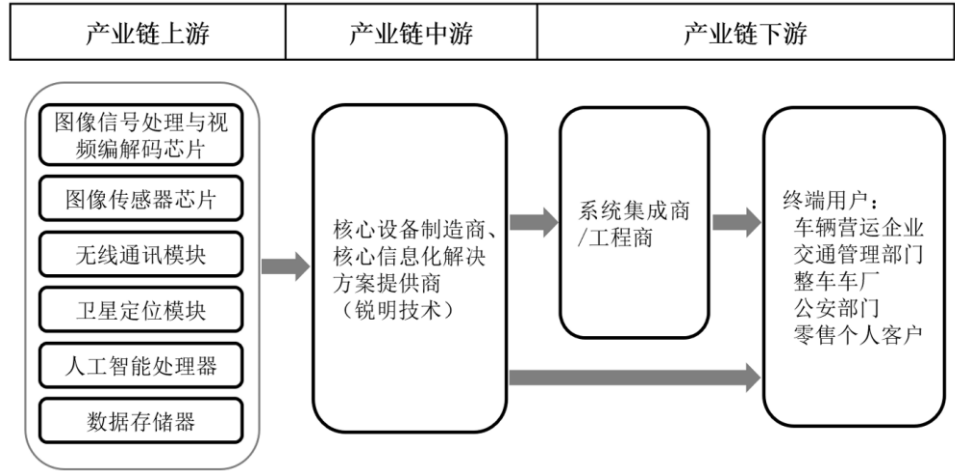 产业链上游
产业链中游
产业链下游
图像信号处理与视
频编解码芯片
图像传感器芯片
无线通讯模块
卫星定位模块
人工智能处理器
数据存储器
核心设备制造商、
核心信息化解决
方案提供商
（锐明技术）
系统集成商
/工程商
终端用户：
车辆营运企业
交通管理部门
整车车厂
公安部门
零售个人客户